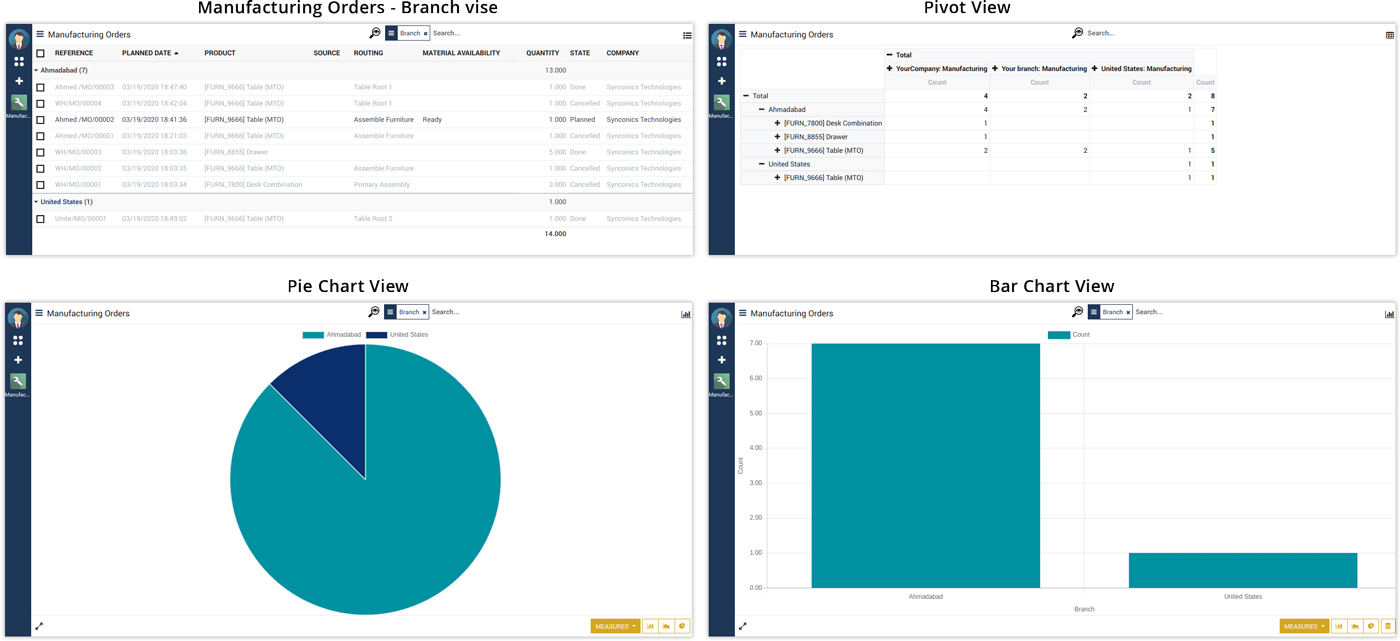 Manufacturing Orders - Branch vise
Manufacturing Orders
Branch × Search...
REFERENCE PLANNED DATE PRODUCT SOURCE ROUTING MATERIAL AVAILABILITY QUANTITY STATE COMPANY
Ahmadabad (7) 13.000
Ahmed /MO/00003 03/19/2020 18:47:40 [FURN_9666] Table (MTO) Table Root 1 1.000 Done Synconics Technologies
WH/MO/00004 03/19/2020 18:42:04 [FURN_9666] Table (MTO) Table Root 1 1.000 Cancelled Synconics Technologies
Ahmed /MO/00002 03/19/2020 18:41:36 [FURN_9666] Table (MTO) Assemble Furniture Ready 1.000 Planned Synconics Technologies
Ahmed /MO/00001 03/19/2020 18:21:03 [FURN_9666] Table (MTO) Assemble Furniture 1.000 Cancelled Synconics Technologies
WH/MO/00003 03/19/2020 18:03:36 [FURN_8855] Drawer 5.000 Done Synconics Technologies
WH/MO/00002 03/19/2020 18:03:35 [FURN_9666] Table (MTO) Assemble Furniture 1.000 Cancelled Synconics Technologies
WH/MO/00001 03/19/2020 18:03:34 [FURN_7800] Desk Combination Primary Assembly 3.000 Cancelled Synconics Technologies
United States (1) 1.000
Unite/MO/00001 03/19/2020 18:49:02 [FURN_9666] Table (MTO) Table Root 2 1.000 Done Synconics Technologies
14.000
Manufac...
Pivot View
Manufacturing Orders
Search...
Total
YourCompany: Manufacturing Your branch: Manufacturing United States: Manufacturing
Count Count Count Count
Total 4 2 2 8
Ahmadabad 4 2 1 7
[FURN_7800] Desk Combination 1 1
[FURN_8855] Drawer 1 1
[FURN_9666] Table (MTO) 2 2 1 5
United States 1 1
[FURN_9666] Table (MTO) 1 1
Manufac...
Pie Chart View
Manufacturing Orders
Branch × Search...
Ahmadabad United States
Manufac...
MEASURES
Bar Chart View
Manufacturing Orders
Branch × Search...
Count
7.00
6.00
5.00
4.00
3.00
2.00
1.00
0.00
Count
Ahmadabad United States
Branch
Manufac...
MEASURES